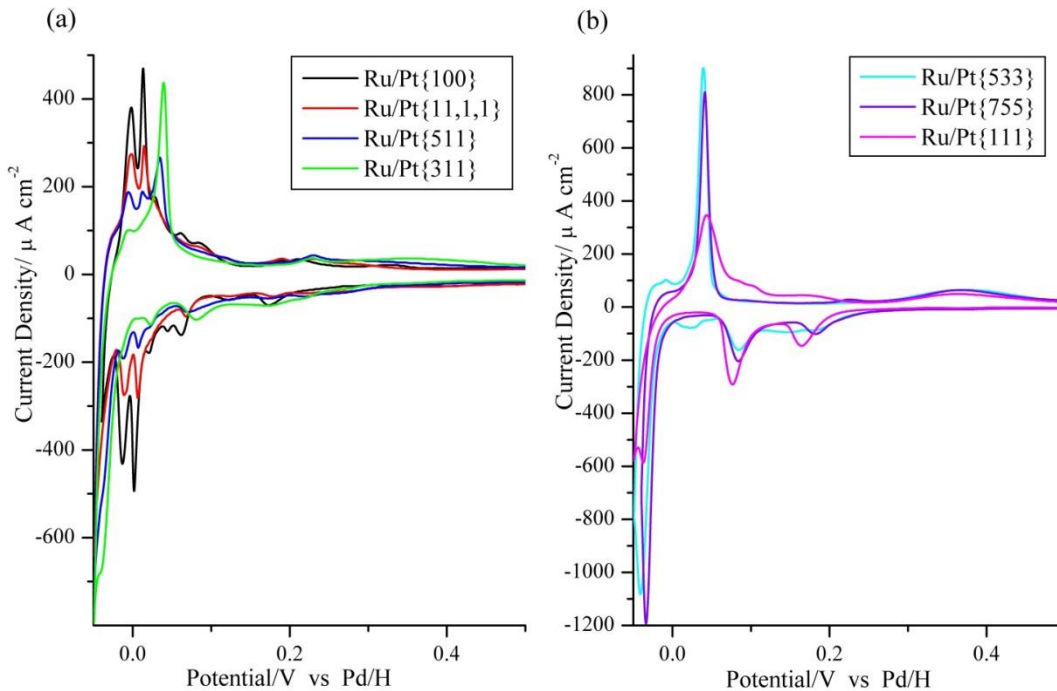 (a)
Ru/Pt{100}
Ru/Pt{11,1,1}
Ru/Pt{511}
Ru/Pt{311}
400
200
0
-200
-400
-600
Current Density/ μ A cm⁻²
0.0
0.2
0.4
Potential/V vs Pd/H
(b)
Ru/Pt{533}
Ru/Pt{755}
Ru/Pt{111}
800
600
400
200
0
-200
-400
-600
-800
-1000
-1200
Current Density/ μ A cm⁻²
0.0
0.2
0.4
Potential/V vs Pd/H